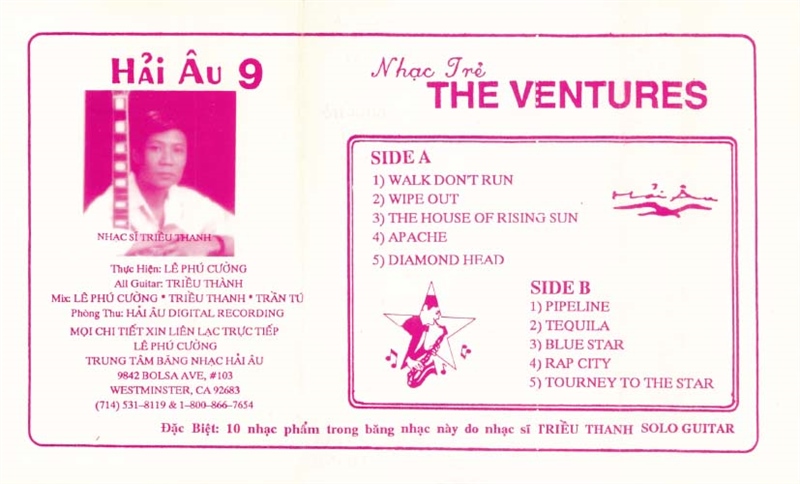 HẢI ÂU 9
NHẠC SĨ TRIỀU THANH
Thực Hiện: LÊ PHÚ CƯỜNG
All Guitar: TRIỀU THÀNH
Mix: LÊ PHÚ CƯỜNG * TRIỀU THANH * TRẦN TÚ
Phòng Thu: HẢI ÂU DIGITAL RECORDING
MỌI CHI TIẾT XIN LIÊN LẠC TRỰC TIẾP
LÊ PHÚ CƯỜNG
TRUNG TÂM BĂNG NHẠC HẢI ÂU
9842 BOLSA AVE, #103
WESTMINSTER, CA 92683
(714) 531-8119 & 1-800-866-7654
Nhạc Trẻ
THE VENTURES
SIDE A
1) WALK DON'T RUN
2) WIPE OUT
3) THE HOUSE OF RISING SUN
4) APACHE
5) DIAMOND HEAD
Hải Âu
SIDE B
1) PIPELINE
2) TEQUILA
3) BLUE STAR
4) RAP CITY
5) TOURNEY TO THE STAR
Đặc Biệt: 10 nhạc phẩm trong băng nhạc này do nhạc sĩ TRIỀU THANH SOLO GUITAR